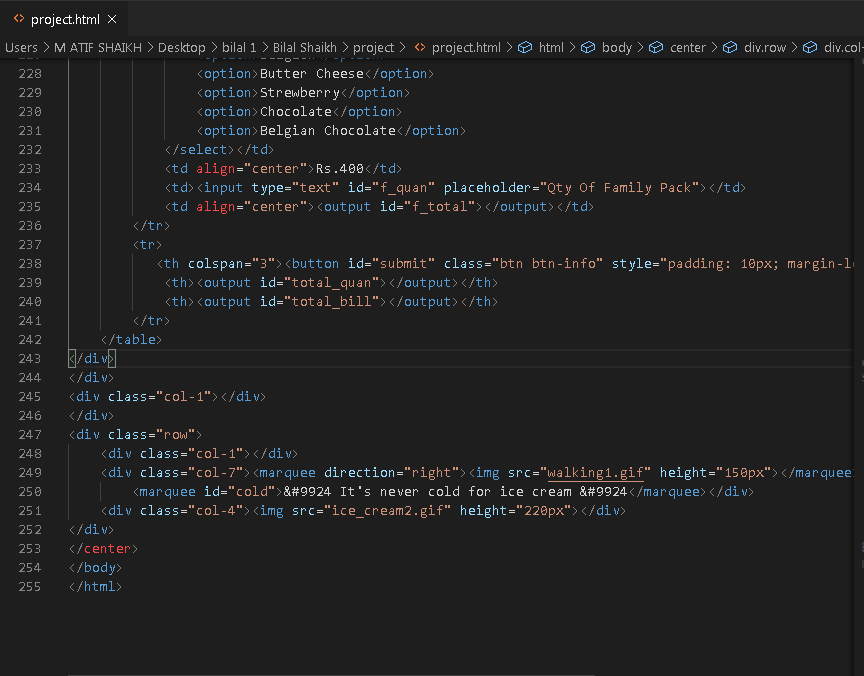 project.html
Users > M ATIF SHAIKH > Desktop > bilal 1 > Bilal Shaikh > project > project.html > html > body > center > div.row > div.col-
228 <option>Butter Cheese</option>
229 <option>Strewberry</option>
230 <option>Chocolate</option>
231 <option>Belgian Chocolate</option>
232 </select></td>
233 <td align="center">Rs.400</td>
234 <td><input type="text" id="f_quan" placeholder="Qty Of Family Pack"></td>
235 <td align="center"><output id="f_total"></output></td>
236 </tr>
237 <tr>
238 <th colspan="3"><button id="submit" class="btn btn-info" style="padding: 10px; margin-l
239 <th><output id="total_quan"></output></th>
240 <th><output id="total_bill"></output></th>
241 </tr>
242 </table>
243 </div>
244 </div>
245 <div class="col-1"></div>
246 </div>
247 <div class="row">
248 <div class="col-1"></div>
249 <div class="col-7"><marquee direction="right"><img src="walking1.gif" height="150px"></marquee
250 <marquee id="cold">&#9924 It's never cold for ice cream &#9924</marquee></div>
251 <div class="col-4"><img src="ice_cream2.gif" height="220px"></div>
252 </div>
253 </center>
254 </body>
255 </html>